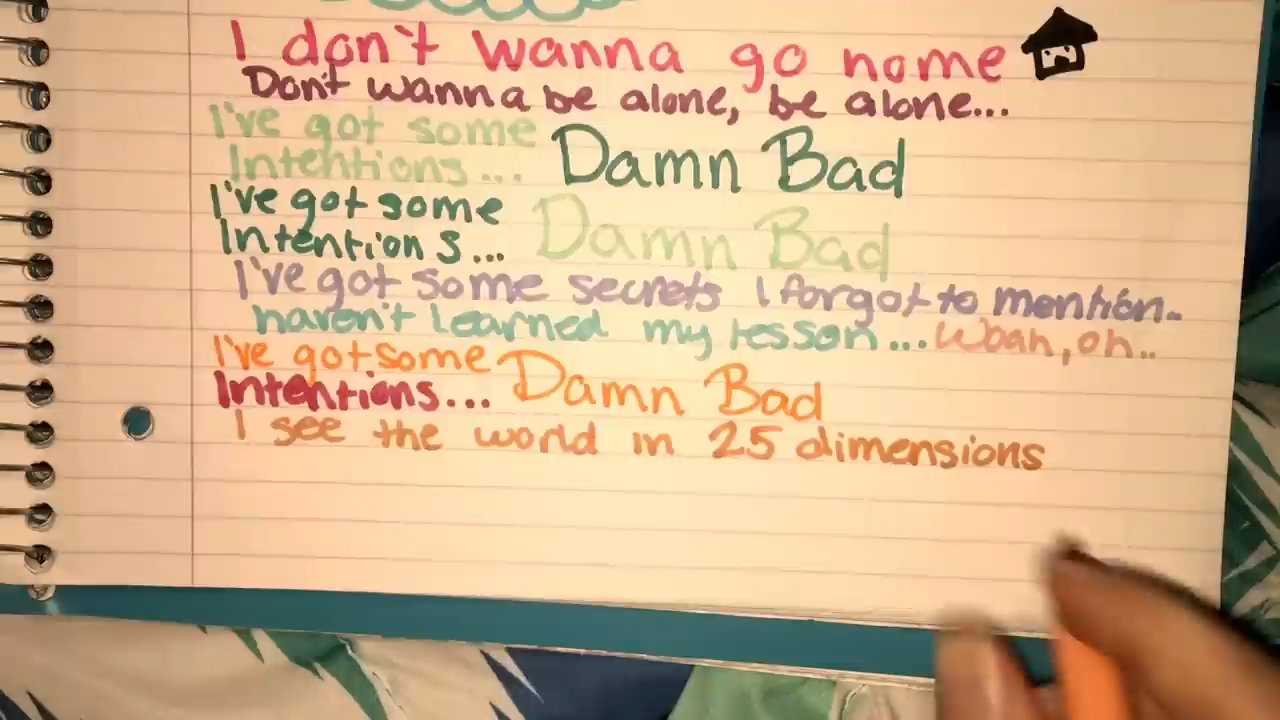 I don't wanna go home
Don't wanna be alone, be alone...
I've got some
Intentions... Damn Bad
I've got some
Intentions... Damn Bad
I've got some secrets I forgot to mention..
haven't learned my lesson... Woah, oh..
I've got some
Intentions... Damn Bad
I see the world in 25 dimensions